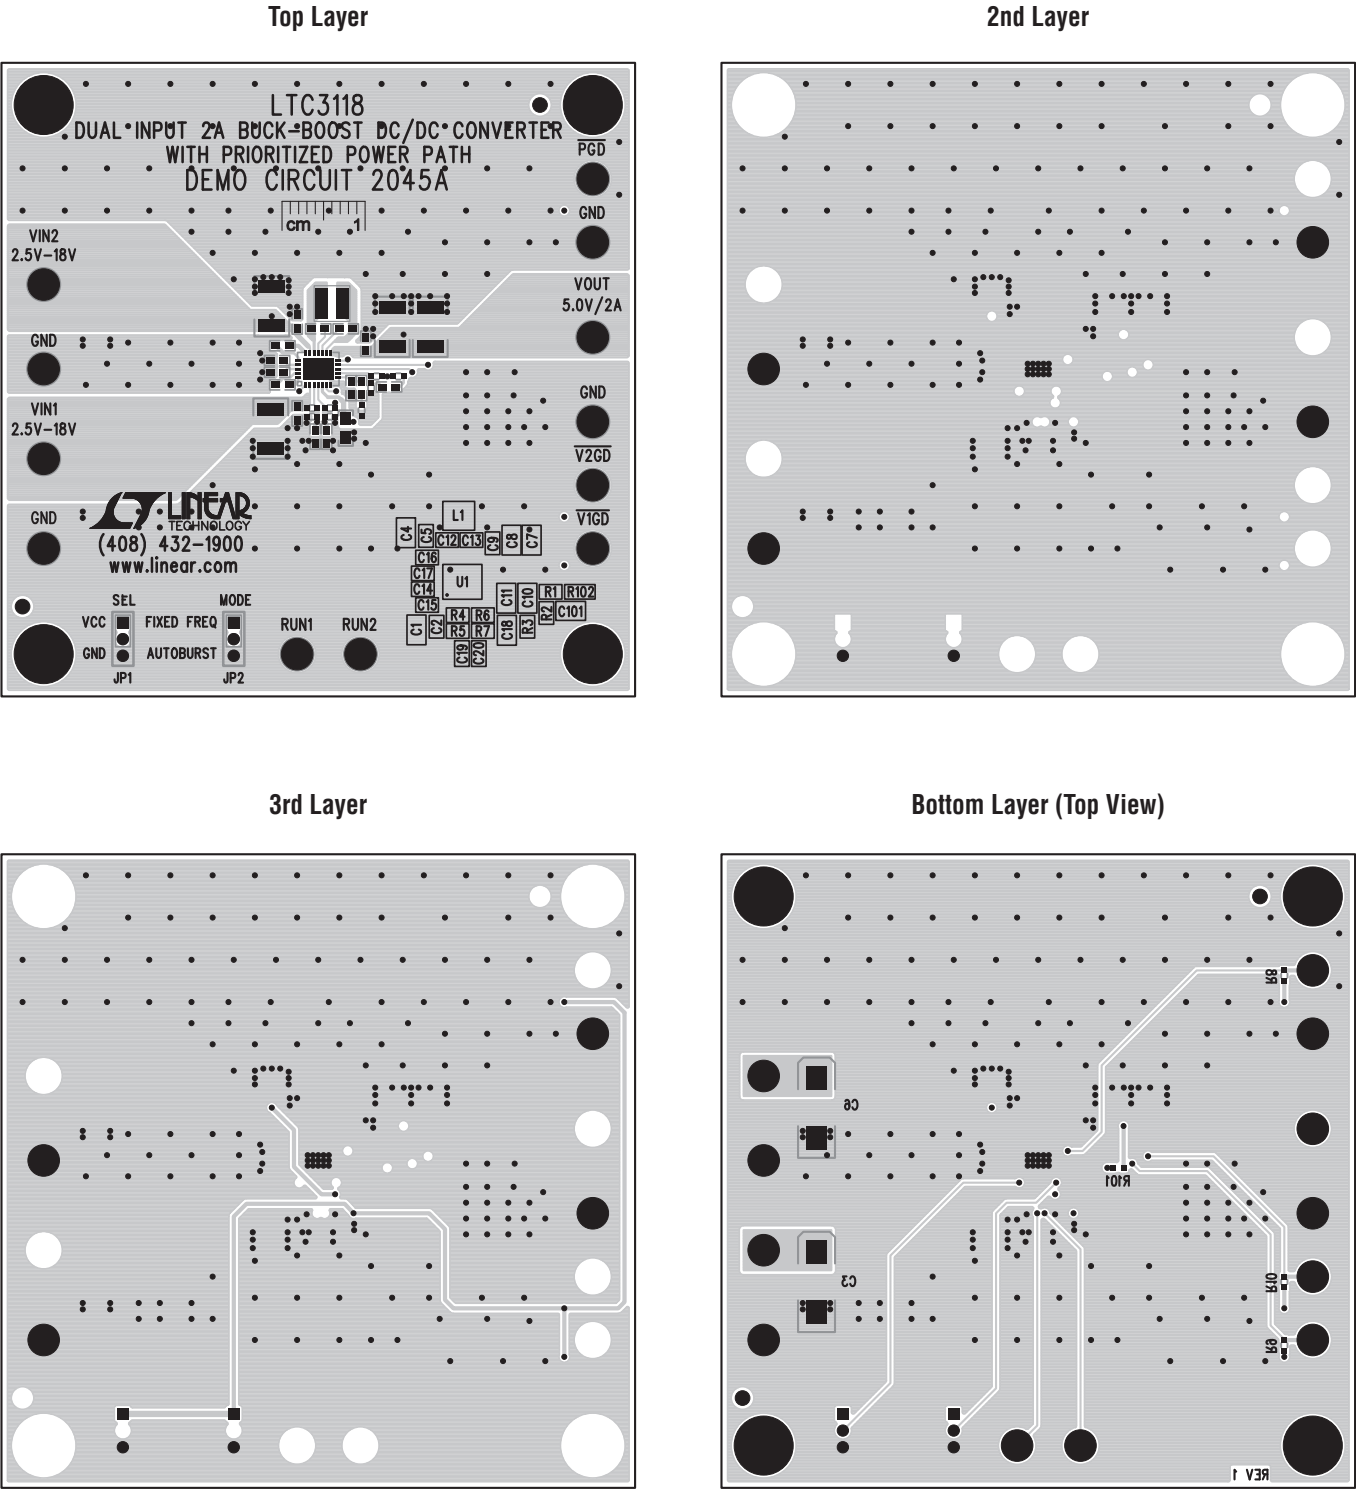 Top Layer
2nd Layer
LTC3118
DUAL INPUT 2A BUCK-BOOST DC/DC CONVERTER
WITH PRIORITIZED POWER PATH
DEMO CIRCUIT 2045A
cm 1
PGD
GND
VIN2
2.5V-18V
VOUT
5.0V/2A
GND
GND
VIN1
2.5V-18V
V2GD
GND
V1GD
LINEAR
TECHNOLOGY
(408) 432-1900
www.linear.com
L1
C4
C5
C12
C13
C9
C8
C7
C16
C17
C14
C15
U1
C11
C10
R1
R102
R2
C101
C1
C2
R4
R6
R5
R7
C18
R3
C19
C20
SEL
MODE
VCC
FIXED FREQ
GND
AUTOBURST
JP1
JP2
RUN1
RUN2
3rd Layer
Bottom Layer (Top View)
R8
C6
R101
C3
R10
R9
REV 1